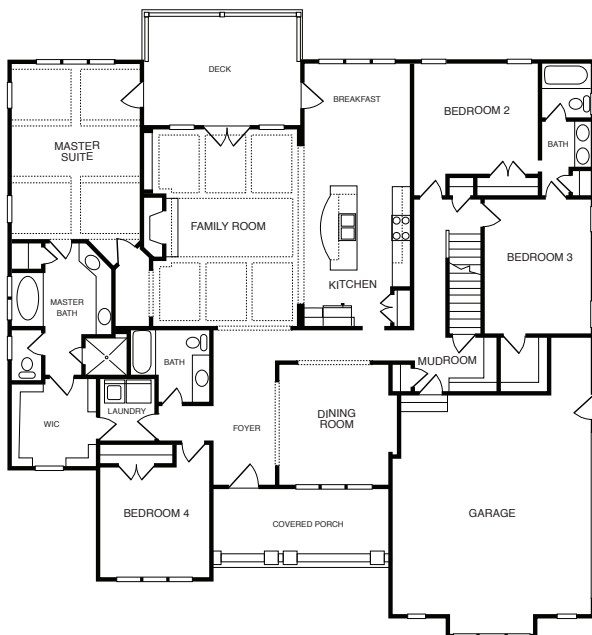 DECK
BREAKFAST
BEDROOM 2
BATH
MASTER
SUITE
FAMILY ROOM
KITCHEN
BEDROOM 3
MASTER
BATH
BATH
MUDROOM
LAUNDRY
WIC
FOYER
DINING
ROOM
BEDROOM 4
COVERED PORCH
GARAGE